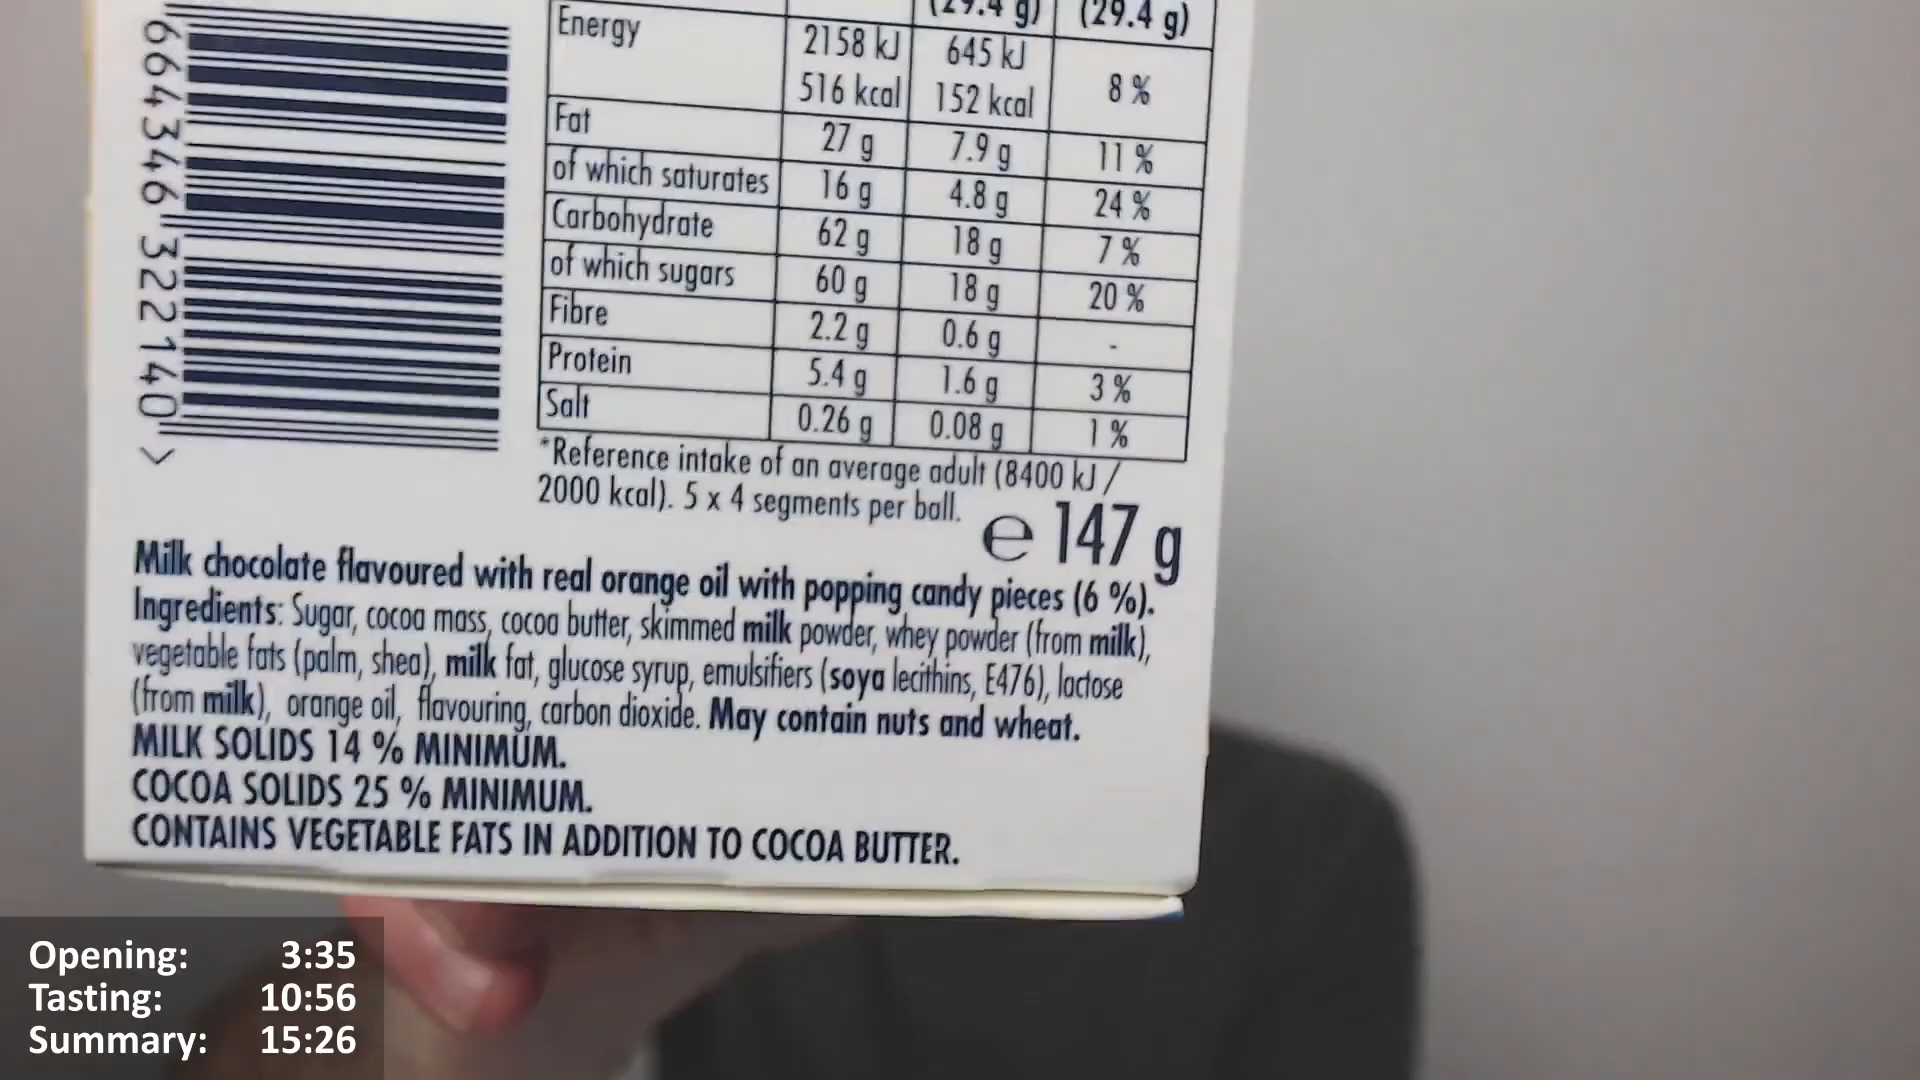 (29.4 g) (29.4 g)
Energy 2158 kJ 645 kJ
516 kcal 152 kcal 8 %
Fat 27 g 7.9 g 11 %
of which saturates 16 g 4.8 g 24 %
Carbohydrate 62 g 18 g 7 %
of which sugars 60 g 18 g 20 %
Fibre 2.2 g 0.6 g -
Protein 5.4 g 1.6 g 3 %
Salt 0.26 g 0.08 g 1 %
*Reference intake of an average adult (8400 kJ /
2000 kcal). 5 x 4 segments per ball.
e 147 g
664346 322140 >
Milk chocolate flavoured with real orange oil with popping candy pieces (6 %).
Ingredients: Sugar, cocoa mass, cocoa butter, skimmed milk powder, whey powder (from milk),
vegetable fats (palm, shea), milk fat, glucose syrup, emulsifiers (soya lecithins, E476), lactose
(from milk), orange oil, flavouring, carbon dioxide. May contain nuts and wheat.
MILK SOLIDS 14 % MINIMUM.
COCOA SOLIDS 25 % MINIMUM.
CONTAINS VEGETABLE FATS IN ADDITION TO COCOA BUTTER.
Opening: 3:35
Tasting: 10:56
Summary: 15:26